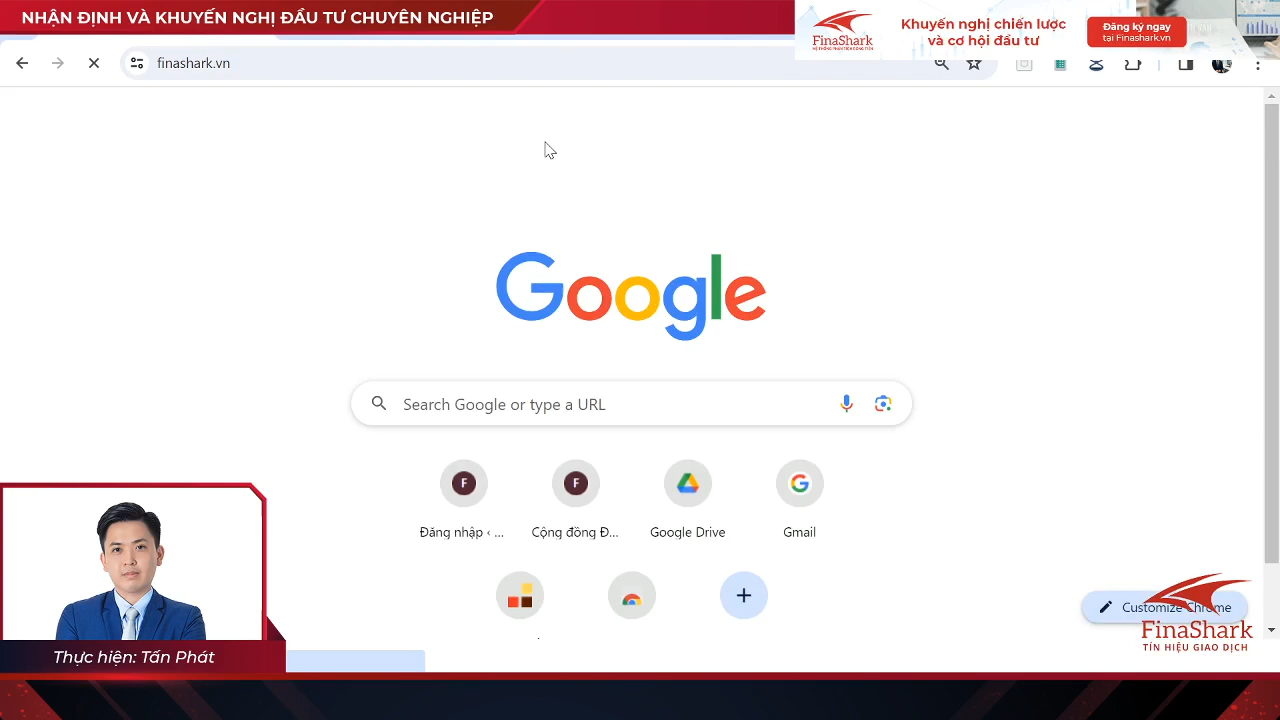 NHẬN ĐỊNH VÀ KHUYẾN NGHỊ ĐẦU TƯ CHUYÊN NGHIỆP
FinaShark
Khuyến nghị chiến lược
và cơ hội đầu tư
Đăng ký ngay
tại Finashark.vn
finashark.vn
Google
Search Google or type a URL
F
F
Đăng nhập ‹ ...
Cộng đồng Đ...
Google Drive
Gmail
Customize Chrome
FinaShark
TÍN HIỆU GIAO DỊCH
Thực hiện: Tấn Phát